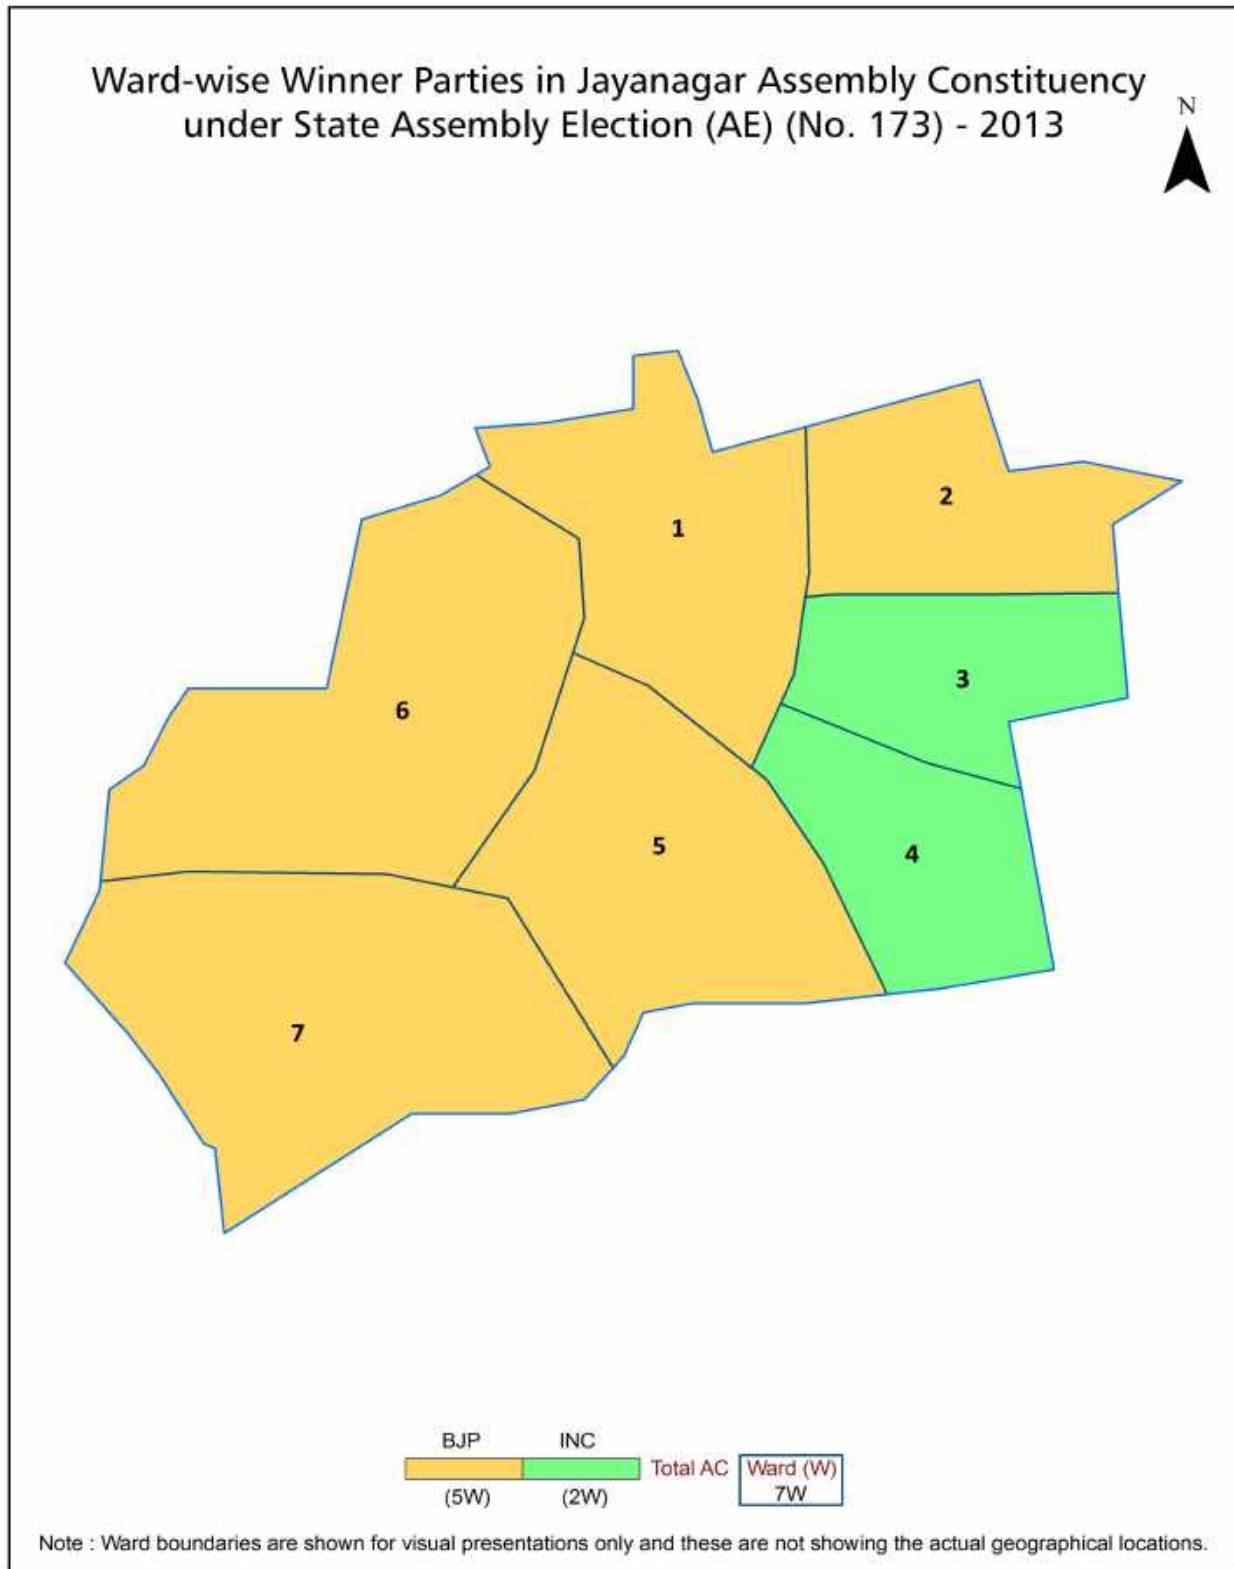 Ward-wise Winner Parties in Jayanagar Assembly Constituency
under State Assembly Election (AE) (No. 173) - 2013
N
1
2
3
4
5
6
7
BJP INC
Total AC Ward (W)
(5W) (2W) 7W
Note : Ward boundaries are shown for visual presentations only and these are not showing the actual geographical locations.